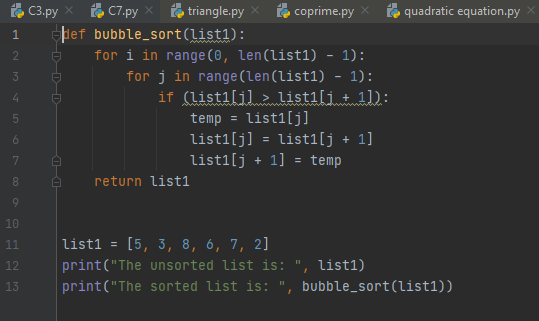 C3.py C7.py triangle.py coprime.py quadratic equation.py
1 def bubble_sort(list1):
2     for i in range(0, len(list1) - 1):
3         for j in range(len(list1) - 1):
4             if (list1[j] > list1[j + 1]):
5                 temp = list1[j]
6                 list1[j] = list1[j + 1]
7                 list1[j + 1] = temp
8     return list1
9
10
11 list1 = [5, 3, 8, 6, 7, 2]
12 print("The unsorted list is: ", list1)
13 print("The sorted list is: ", bubble_sort(list1))